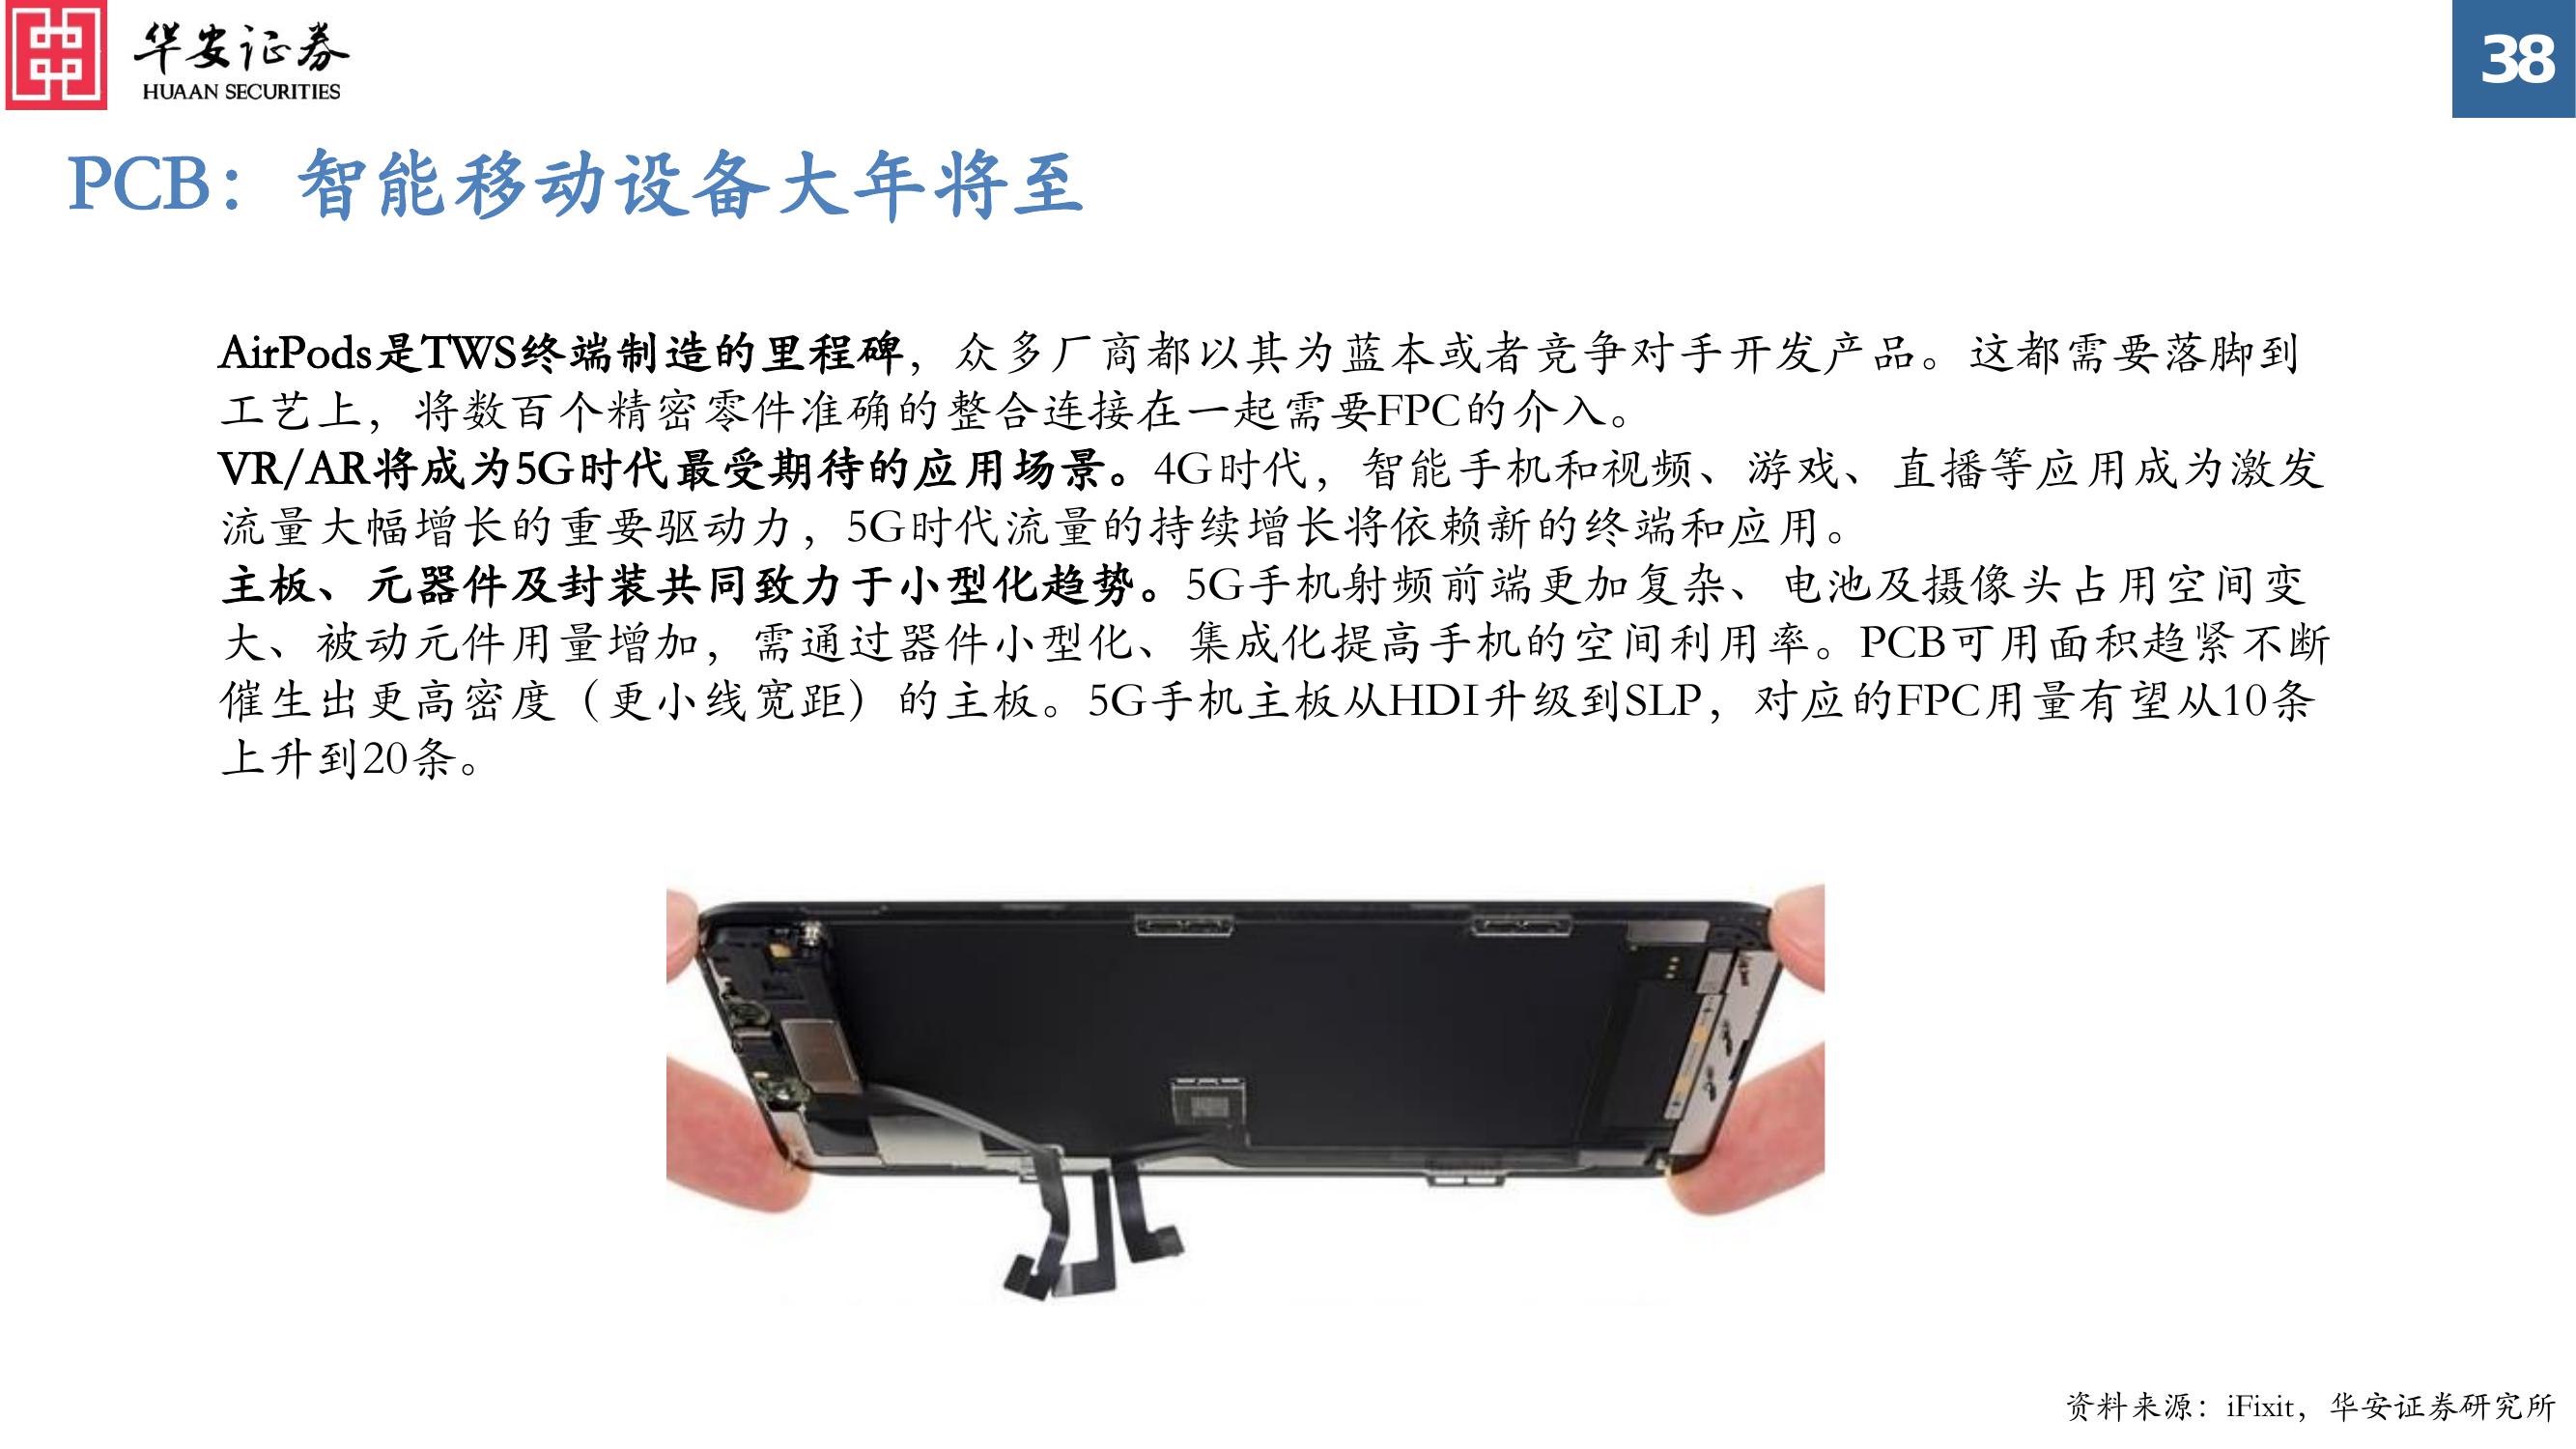 华安证券
HUAAN SECURITIES
38
PCB：智能移动设备大年将至
AirPods是TWS终端制造的里程碑，众多厂商都以其为蓝本或者竞争对手开发产品。这都需要落脚到
工艺上，将数百个精密零件准确的整合连接在一起需要FPC的介入。
VR/AR将成为5G时代最受期待的应用场景。4G时代，智能手机和视频、游戏、直播等应用成为激发
流量大幅增长的重要驱动力，5G时代流量的持续增长将依赖新的终端和应用。
主板、元器件及封装共同致力于小型化趋势。5G手机射频前端更加复杂、电池及摄像头占用空间变
大、被动元件用量增加，需通过器件小型化、集成化提高手机的空间利用率。PCB可用面积趋紧不断
催生出更高密度（更小线宽距）的主板。5G手机主板从HDI升级到SLP，对应的FPC用量有望从10条
上升到20条。
资料来源：iFixit，华安证券研究所